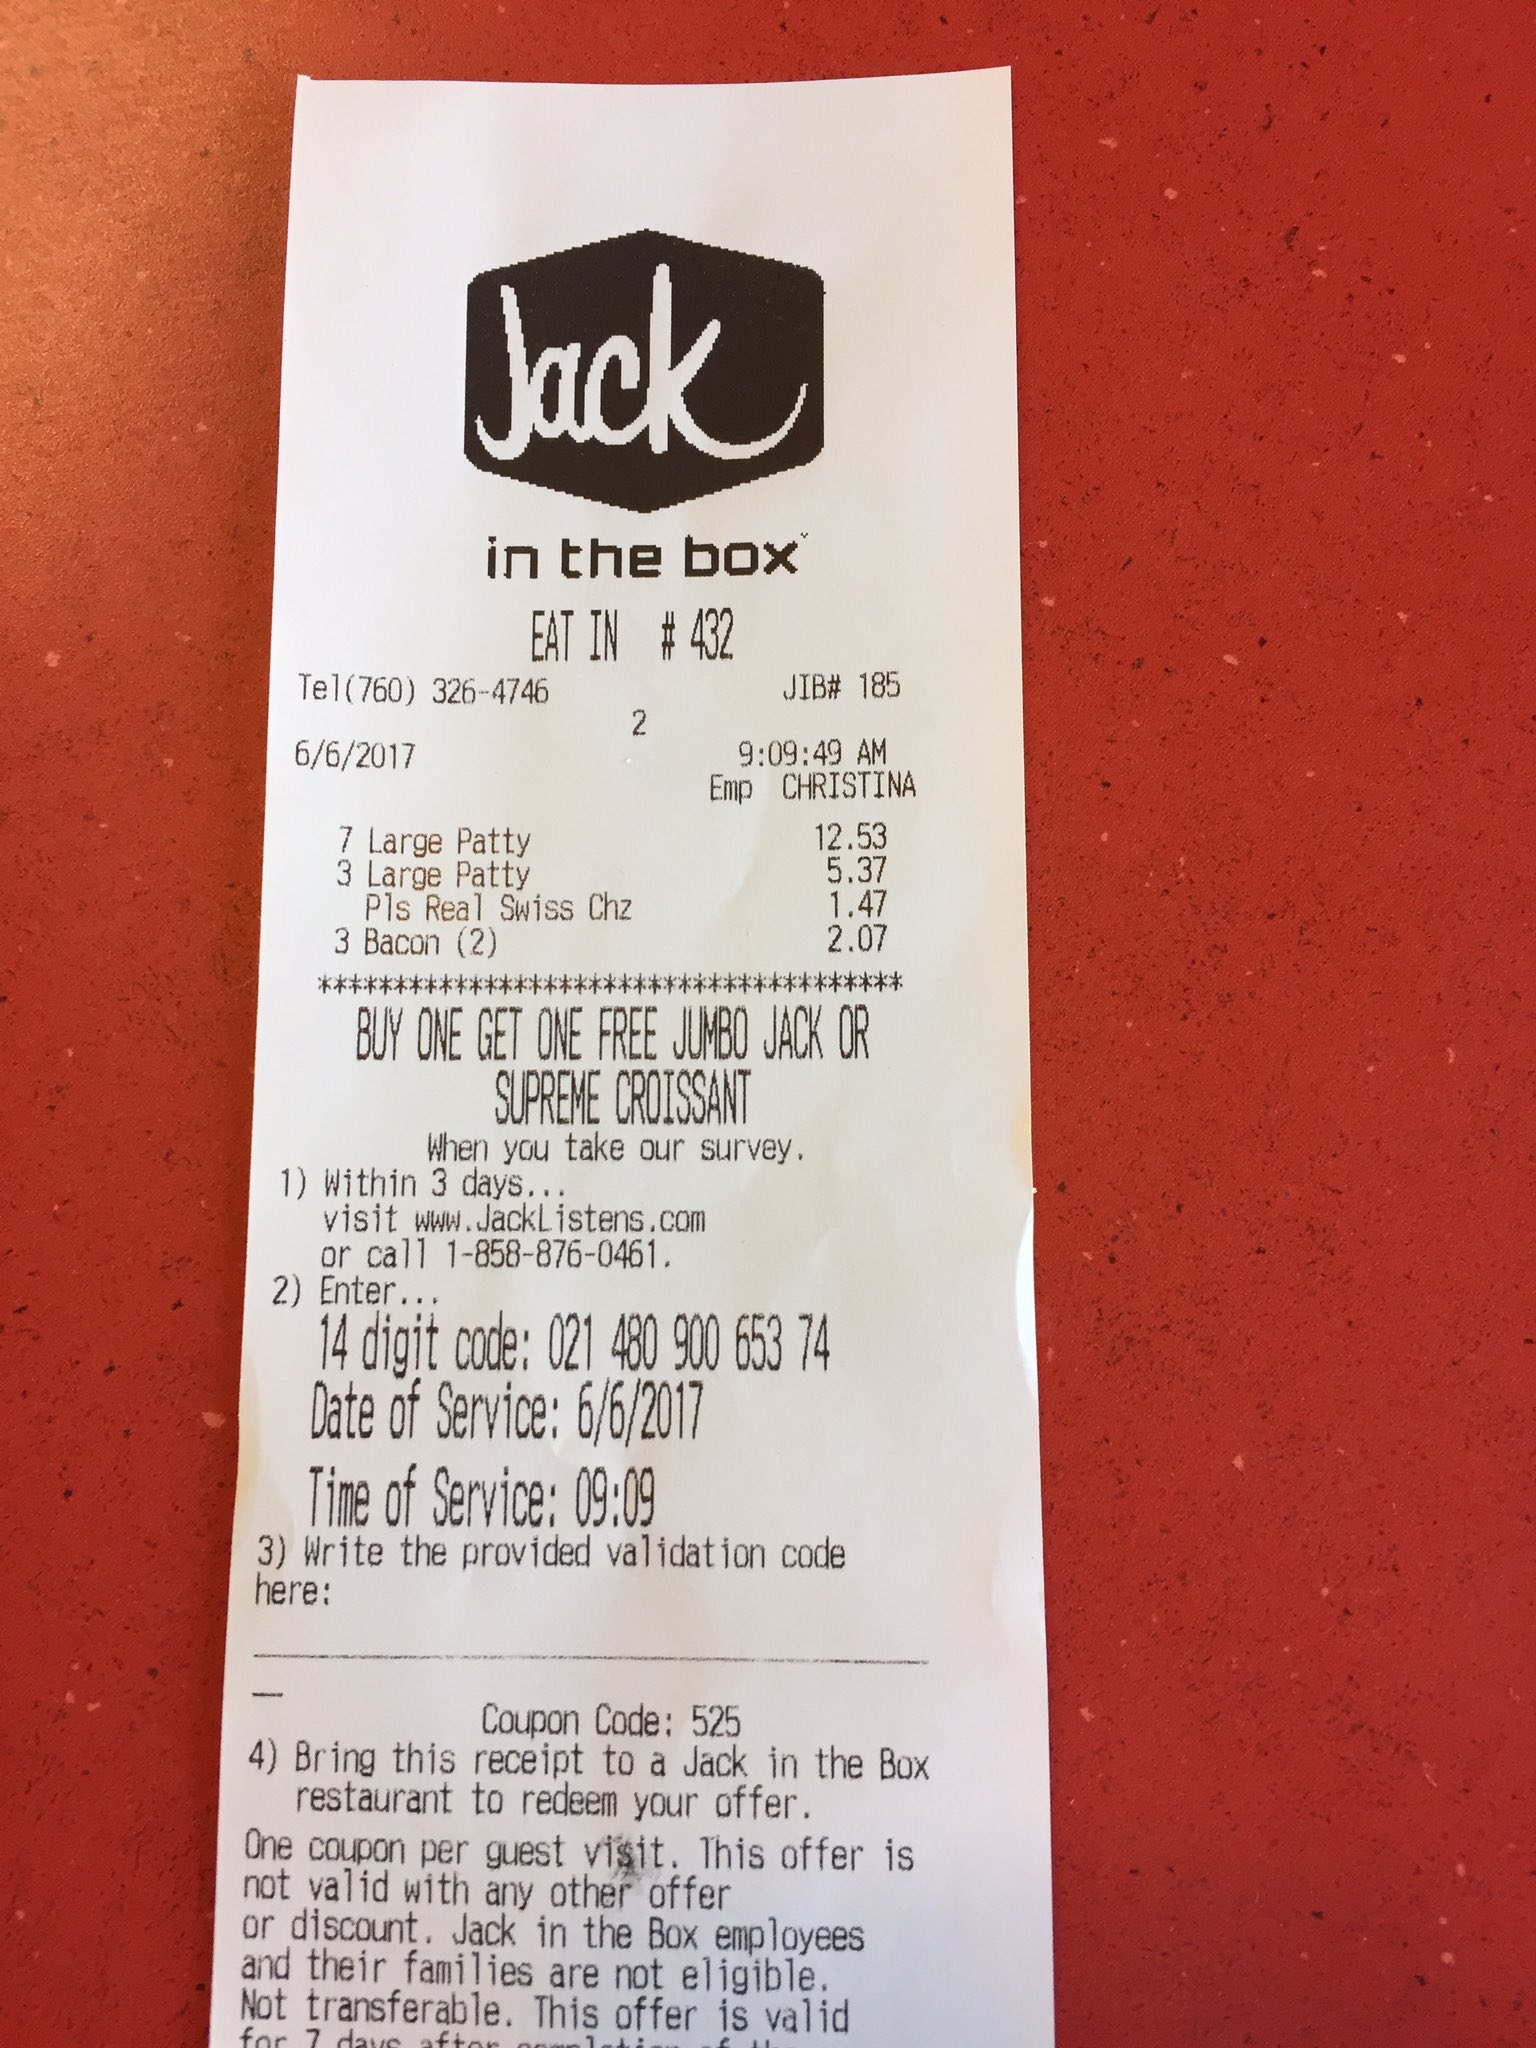 Jack
in the box
EAT IN # 432
Tel(760) 326-4746 JIB# 185
2
6/6/2017 9:09:49 AM
Emp CHRISTINA
7 Large Patty 12.53
3 Large Patty 5.37
Pls Real Swiss Chz 1.47
3 Bacon (2) 2.07
***************************************
BUY ONE GET ONE FREE JUMBO JACK OR
SUPREME CROISSANT
When you take our survey.
1) Within 3 days...
visit www.JackListens.com
or call 1-858-876-0461.
2) Enter...
14 digit code: 021 480 900 653 74
Date of Service: 6/6/2017
Time of Service: 09:09
3) Write the provided validation code
here:
Coupon Code: 525
4) Bring this receipt to a Jack in the Box
restaurant to redeem your offer.
One coupon per guest visit. This offer is
not valid with any other offer
or discount. Jack in the Box employees
and their families are not eligible.
Not transferable. This offer is valid
for 7 days after completion of the